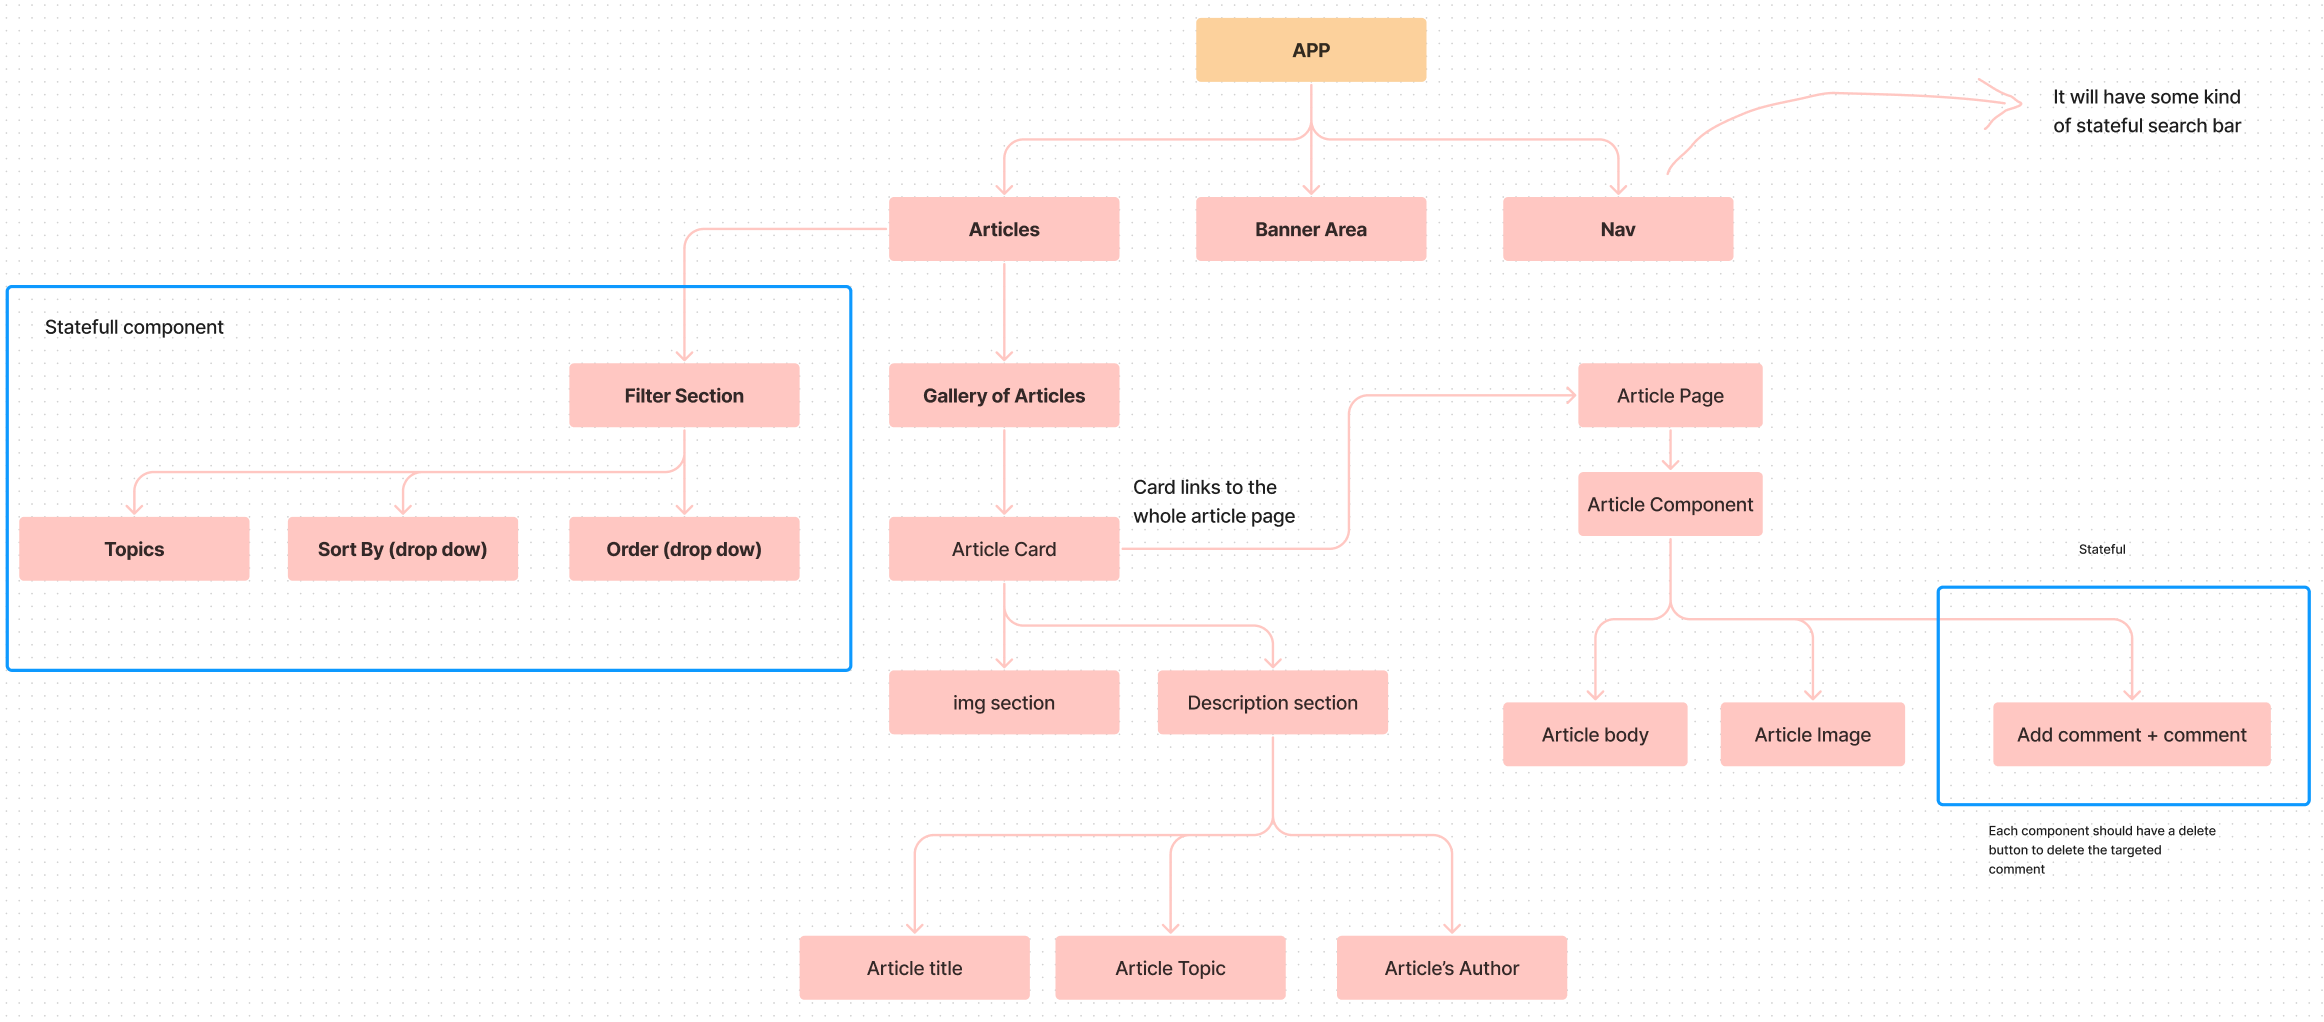 APP
It will have some kind
of stateful search bar
Articles
Banner Area
Nav
Statefull component
Filter Section
Gallery of Articles
Article Page
Card links to the
whole article page
Article Component
Topics
Sort By (drop dow)
Order (drop dow)
Article Card
Stateful
img section
Description section
Article body
Article Image
Add comment + comment
Each component should have a delete
button to delete the targeted
comment
Article title
Article Topic
Article’s Author